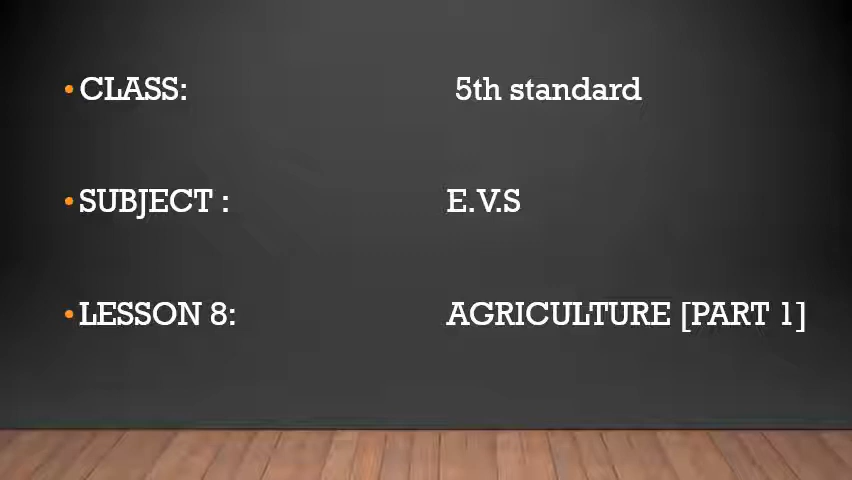 • CLASS: 5th standard
• SUBJECT : E.V.S
• LESSON 8: AGRICULTURE [PART 1]